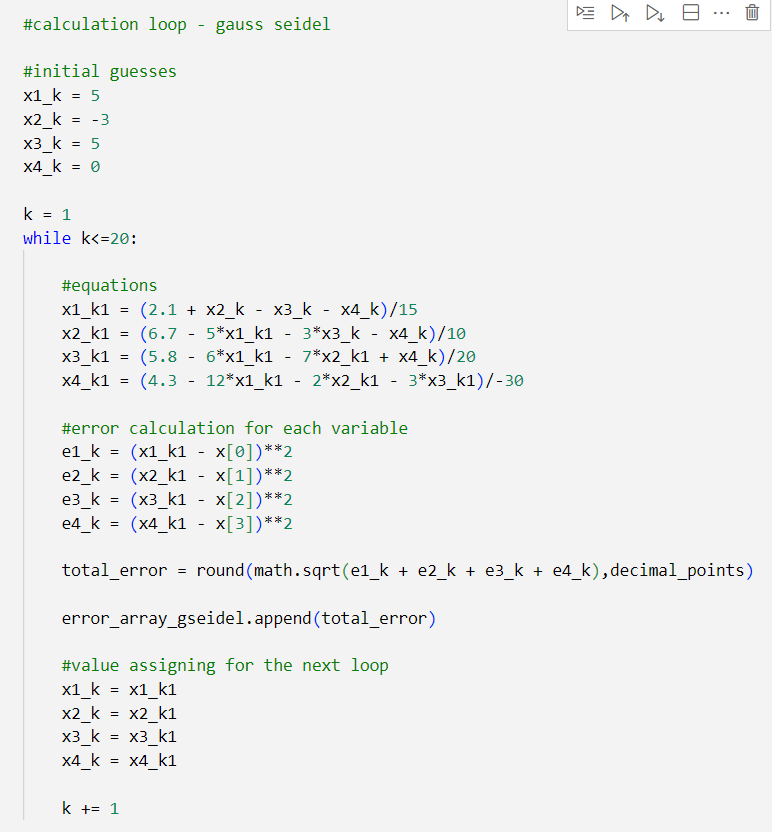 #calculation loop - gauss seidel
#initial guesses
x1_k = 5
x2_k = -3
x3_k = 5
x4_k = 0
k = 1
while k<=20:
#equations
x1_k1 = (2.1 + x2_k - x3_k - x4_k)/15
x2_k1 = (6.7 - 5*x1_k1 - 3*x3_k - x4_k)/10
x3_k1 = (5.8 - 6*x1_k1 - 7*x2_k1 + x4_k)/20
x4_k1 = (4.3 - 12*x1_k1 - 2*x2_k1 - 3*x3_k1)/-30
#error calculation for each variable
e1_k = (x1_k1 - x[0])**2
e2_k = (x2_k1 - x[1])**2
e3_k = (x3_k1 - x[2])**2
e4_k = (x4_k1 - x[3])**2
total_error = round(math.sqrt(e1_k + e2_k + e3_k + e4_k),decimal_points)
error_array_gseidel.append(total_error)
#value assigning for the next loop
x1_k = x1_k1
x2_k = x2_k1
x3_k = x3_k1
x4_k = x4_k1
k += 1